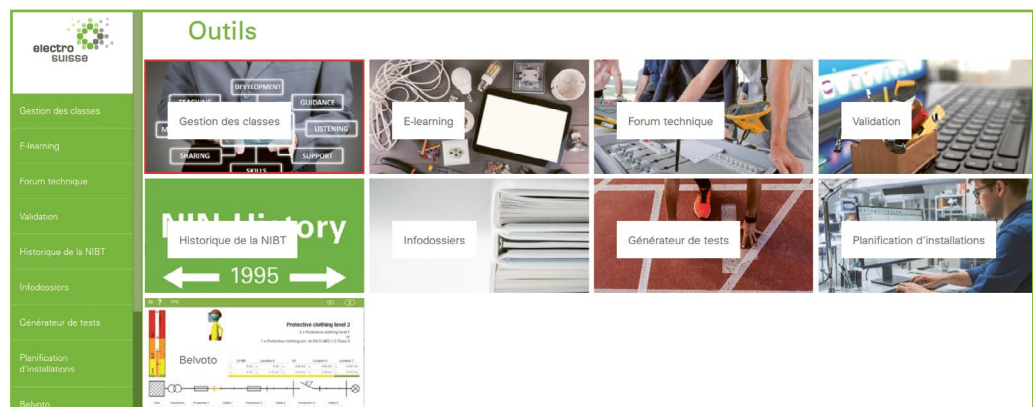 electro
suisse
Outils
Gestion des classes
E-learning
Forum technique
Validation
Historique de la NIBT
Infodossiers
Générateur de tests
Planification
d'installations
Belvoto
DEVELOPMENT
TEACHING
GUIDANCE
Gestion des classes
LISTENING
SHARING
SUPPORT
SKILLS
E-learning
Forum technique
Validation
NIN-History
Historique de la NIBT
1995
Infodossiers
Générateur de tests
Planification d'installations
? PPE
Protective clothing level 2
Belvoto